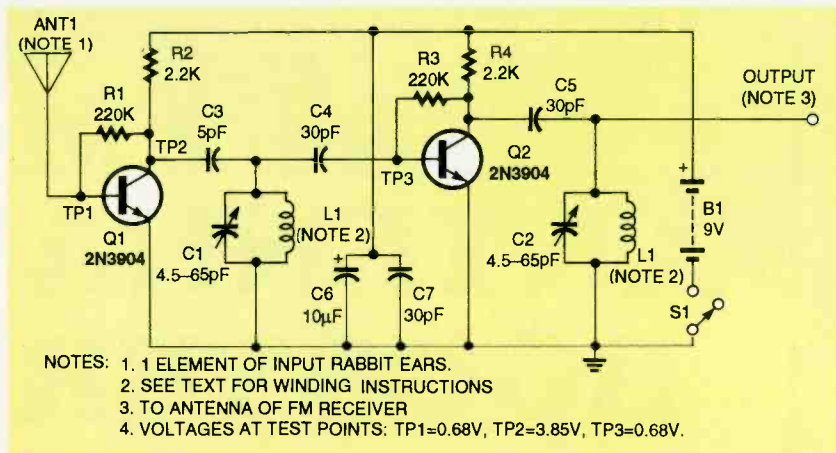 ANT1
(NOTE 1)
R2
2.2K
R1
220K
TP2
C3
5pF
C4
30pF
R3
220K
R4
2.2K
C5
30pF
OUTPUT
(NOTE 3)
TP1
Q1
2N3904
C1
4.5–65pF
L1
(NOTE 2)
TP3
Q2
2N3904
+
C6
10µF
C7
30pF
C2
4.5–65pF
L1
(NOTE 2)
+
B1
9V
S1
NOTES: 1. 1 ELEMENT OF INPUT RABBIT EARS.
2. SEE TEXT FOR WINDING INSTRUCTIONS
3. TO ANTENNA OF FM RECEIVER
4. VOLTAGES AT TEST POINTS: TP1=0.68V, TP2=3.85V, TP3=0.68V.